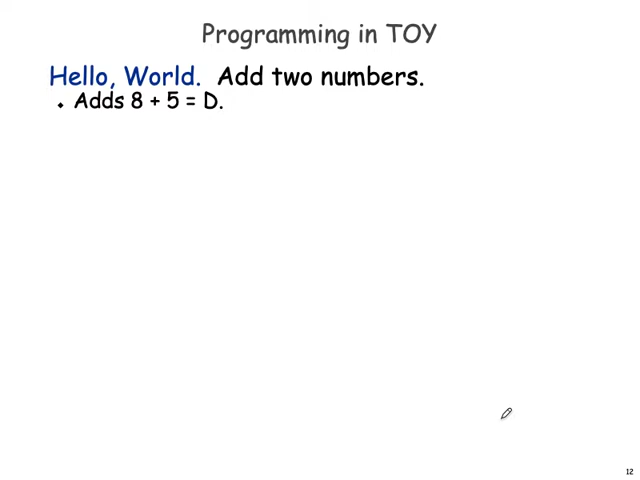 Programming in TOY
Hello, World. Add two numbers.
Adds 8 + 5 = D.
12